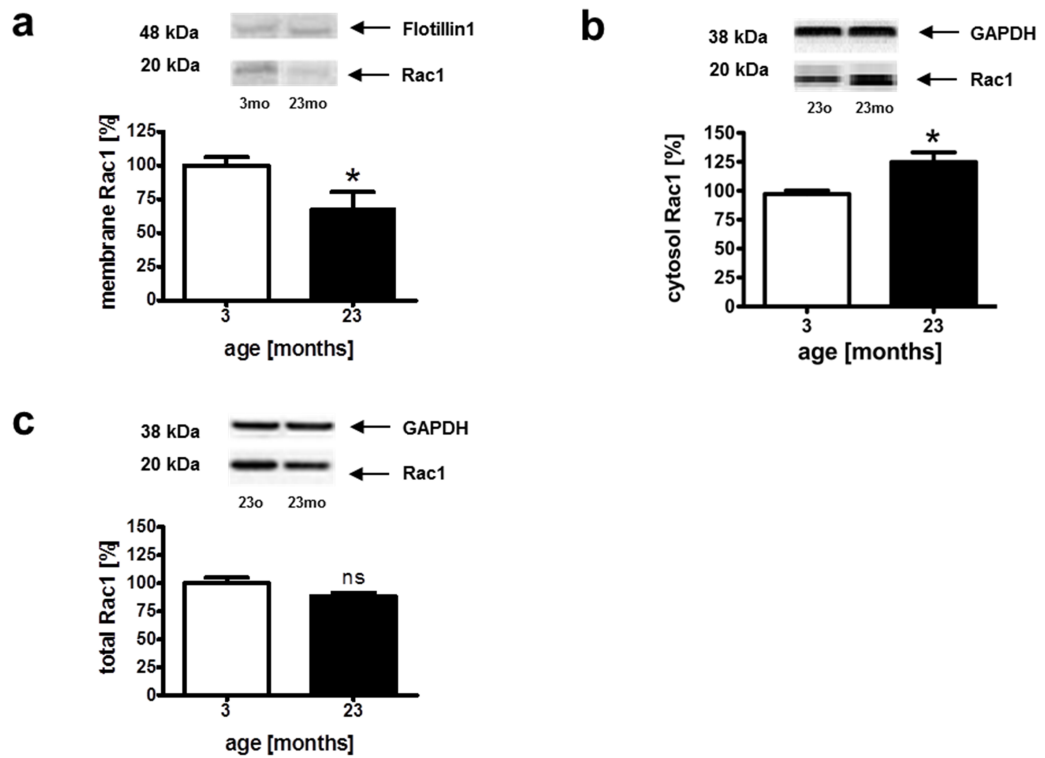 a
48 kDa
Flotillin1
20 kDa
Rac1
3mo 23mo
membrane Rac1 [%]
125
100
75
50
25
0
*
3 23
age [months]
b
38 kDa
GAPDH
20 kDa
Rac1
23o 23mo
cytosol Rac1 [%]
150
125
100
75
50
25
0
*
3 23
age [months]
c
38 kDa
GAPDH
20 kDa
Rac1
23o 23mo
total Rac1 [%]
150
125
100
75
50
25
0
ns
3 23
age [months]